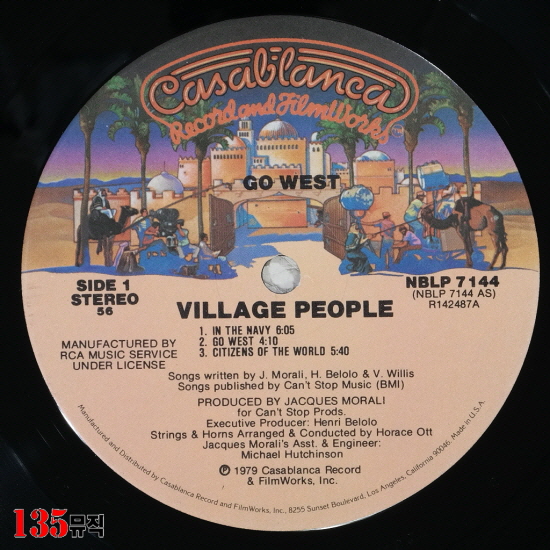 Casablanca
Record and FilmWorks™
GO WEST
SIDE 1
STEREO
56
NBLP 7144
(NBLP 7144 AS)
R142487A
VILLAGE PEOPLE
MANUFACTURED BY
RCA MUSIC SERVICE
UNDER LICENSE
1. IN THE NAVY 6:05
2. GO WEST 4:10
3. CITIZENS OF THE WORLD 5:40
Songs written by J. Morali, H. Belolo & V. Willis
Songs published by Can't Stop Music (BMI)
PRODUCED BY JACQUES MORALI
for Can't Stop Prods.
Executive Producer: Henri Belolo
Strings & Horns Arranged & Conducted by Horace Ott
Jacques Morali's Asst. & Engineer:
Michael Hutchinson
℗ 1979 Casablanca Record
& FilmWorks, Inc.
Manufactured and Distributed by Casablanca Record and FilmWorks, Inc., 8255 Sunset Boulevard, Los Angeles, California 90046. Made in U.S.A.
135뮤직